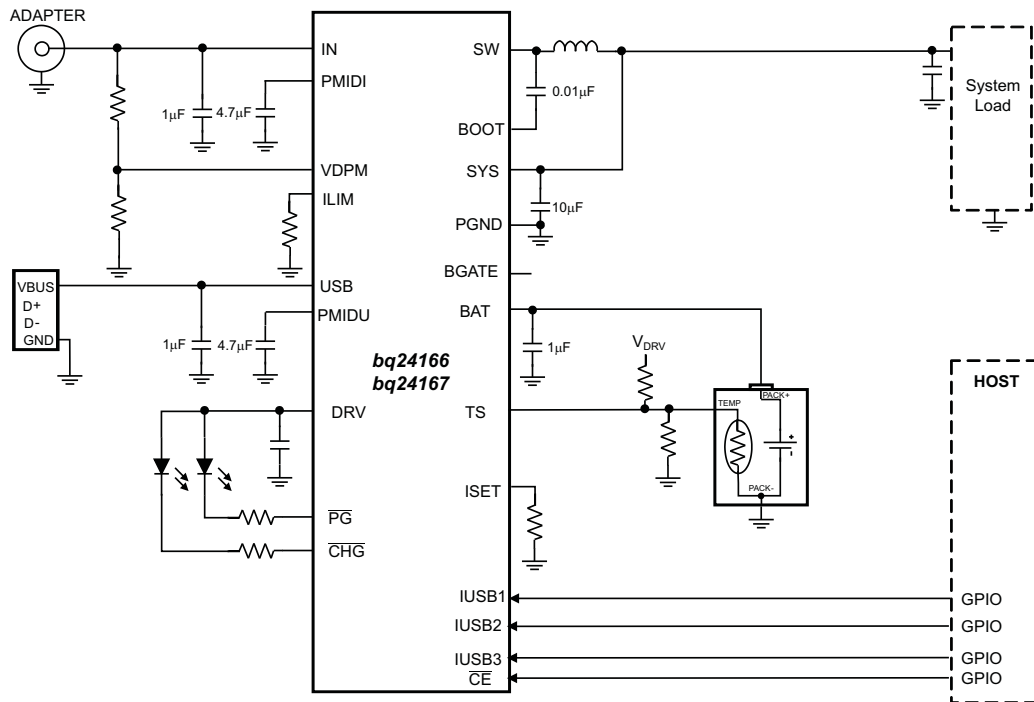 ADAPTER
IN
PMIDI
1μF
4.7μF
VDPM
ILIM
VBUS
D+
D-
GND
USB
PMIDU
1μF
4.7μF
bq24166
bq24167
DRV
PG
CHG
SW
0.01μF
BOOT
SYS
10μF
PGND
BGATE
BAT
1μF
VDRV
TS
TEMP
PACK+
+
-
PACK-
ISET
IUSB1
IUSB2
IUSB3
CE
System
Load
HOST
GPIO
GPIO
GPIO
GPIO